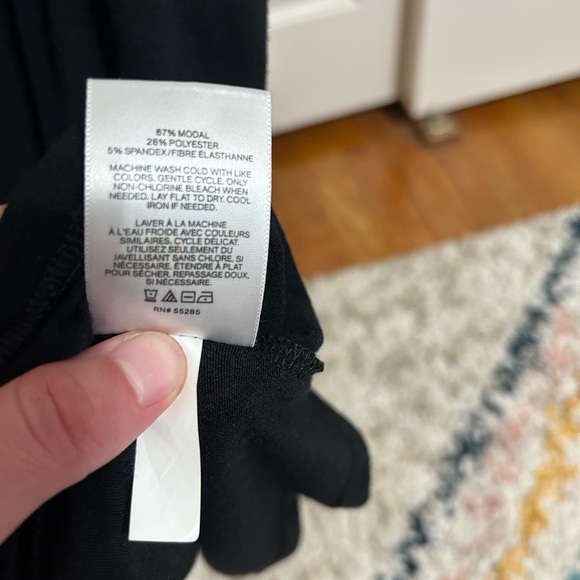 67% MODAL
28% POLYESTER
5% SPANDEX/FIBRE ÉLASTHANNE
MACHINE WASH COLD WITH LIKE
COLORS. GENTLE CYCLE. ONLY
NON-CHLORINE BLEACH WHEN
NEEDED. LAY FLAT TO DRY. COOL
IRON IF NEEDED.
LAVER À LA MACHINE
À L'EAU FROIDE AVEC COULEURS
SIMILAIRES. CYCLE DÉLICAT.
UTILISEZ SEULEMENT DU
JAVELLISANT SANS CHLORE, SI
NÉCESSAIRE. ÉTENDRE À PLAT
POUR SÉCHER. REPASSAGE DOUX,
SI NÉCESSAIRE.
RN# 55285